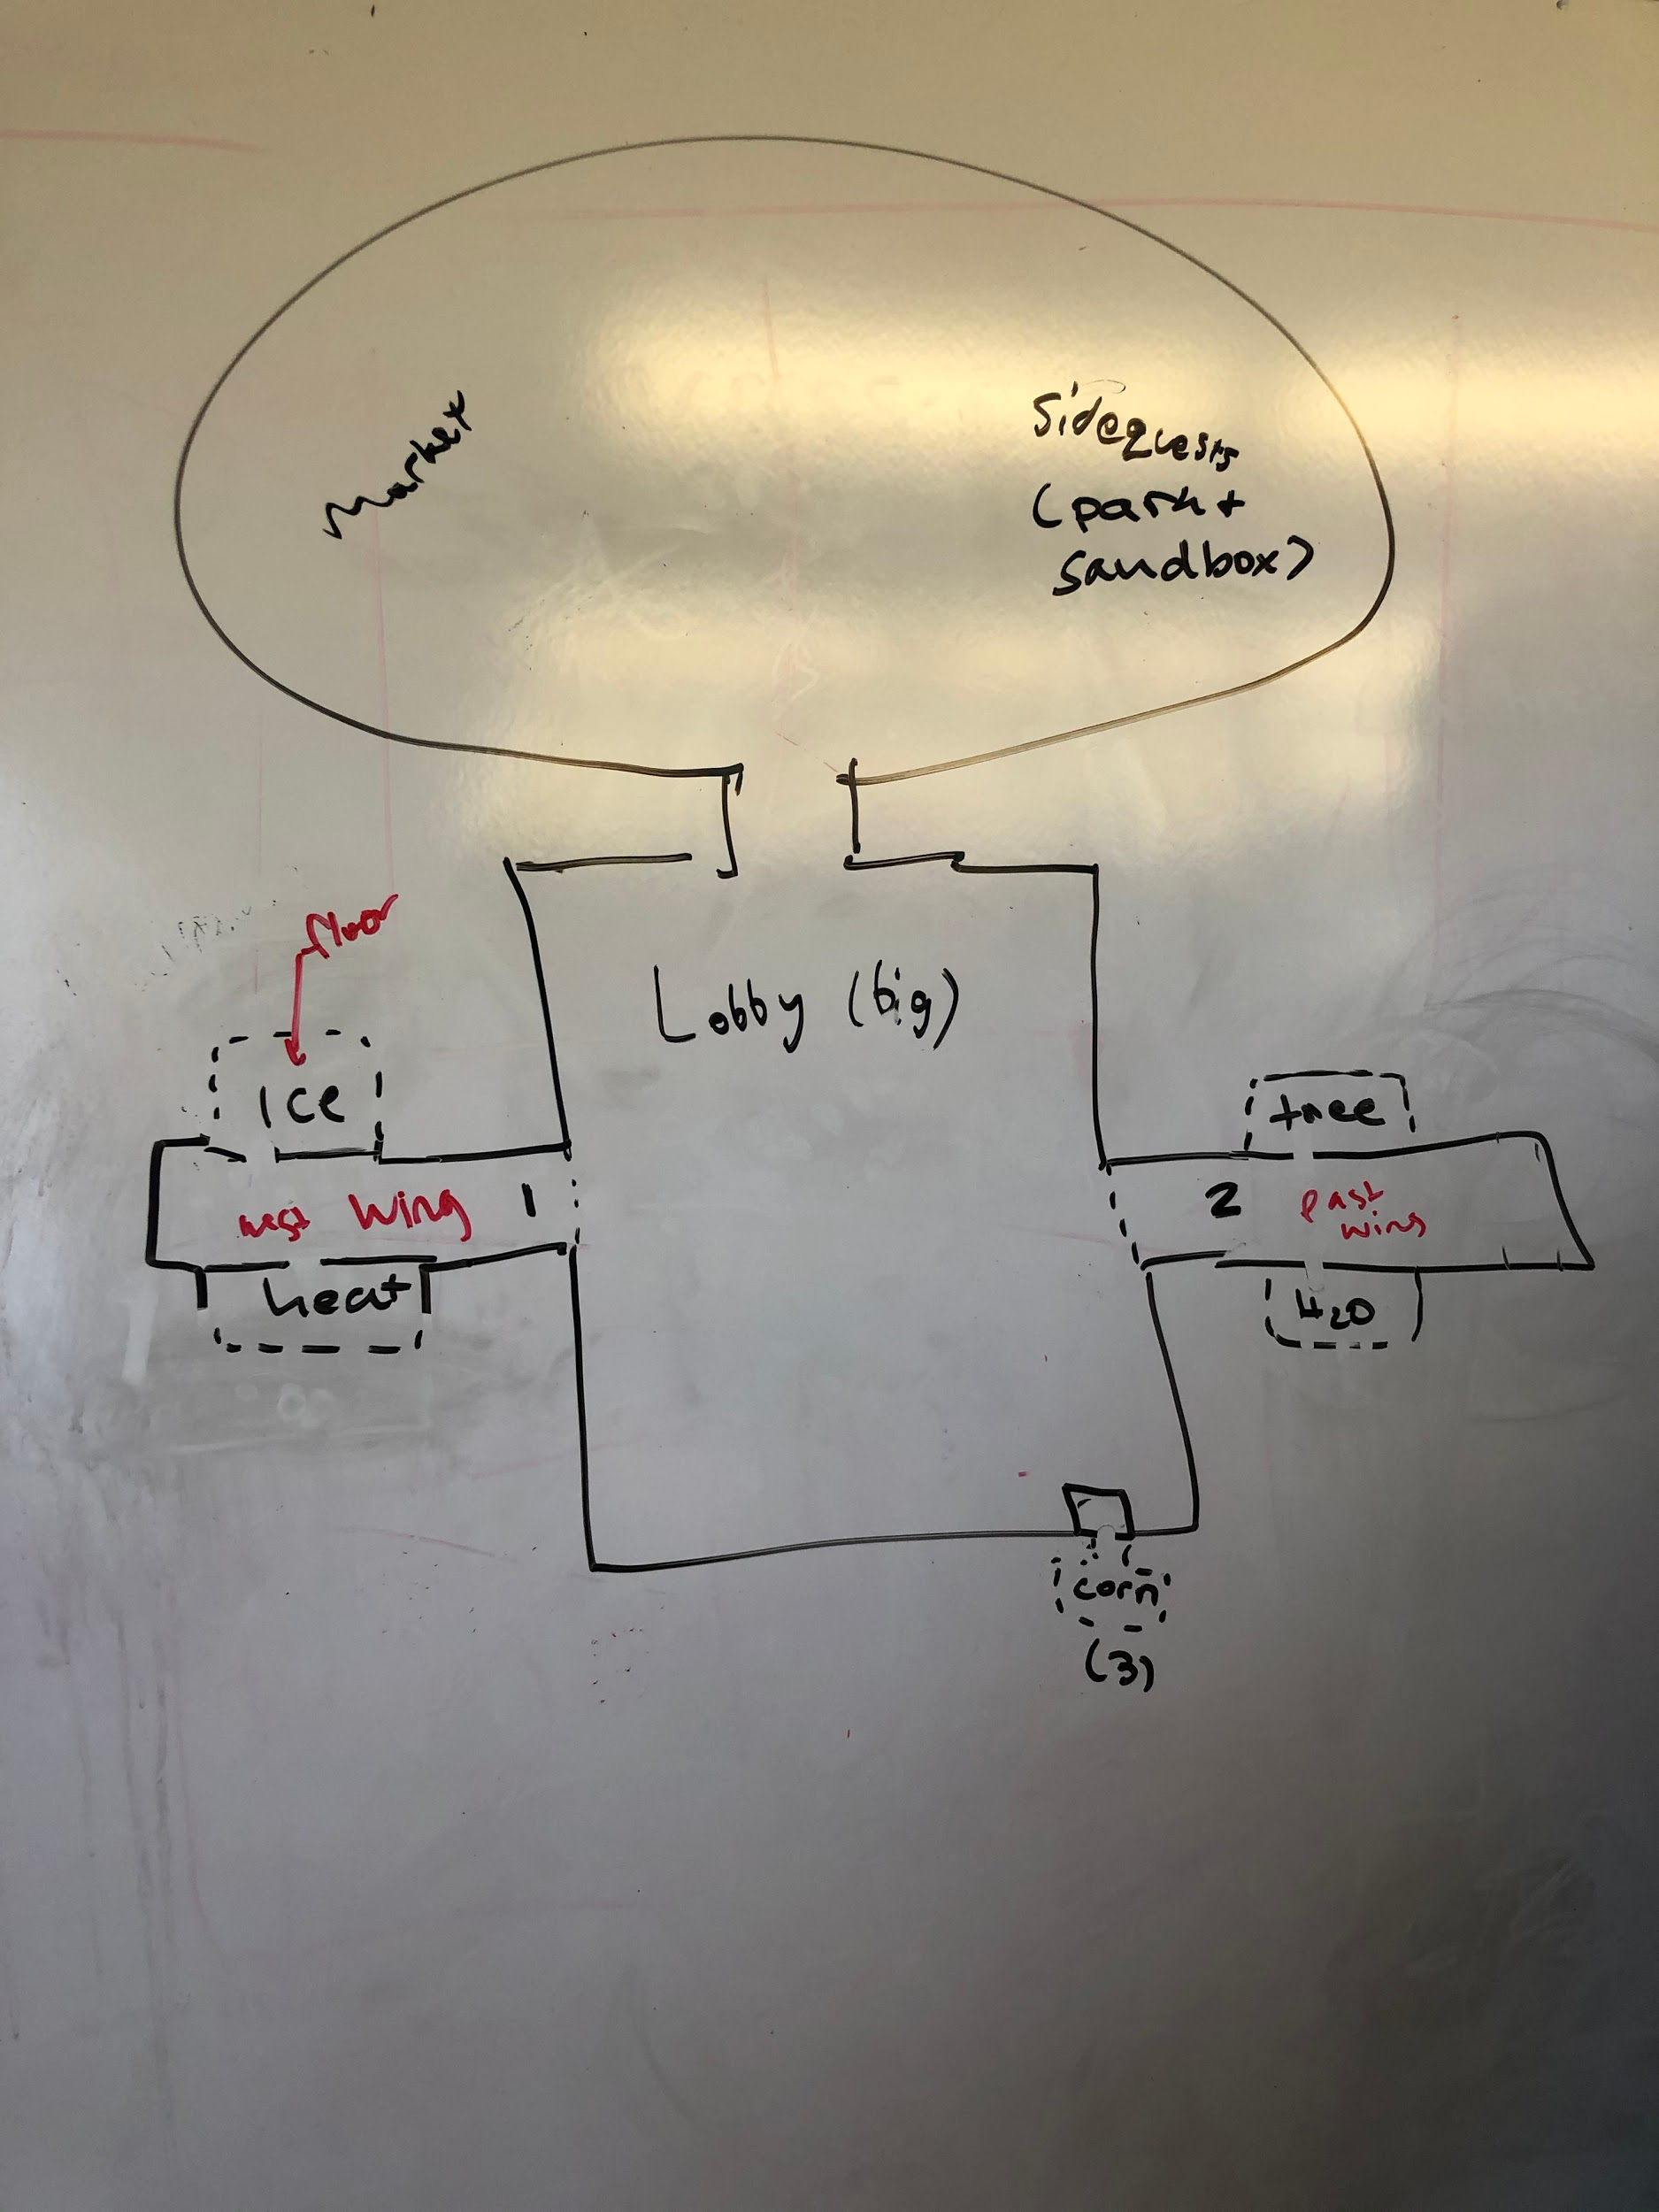 Market
Sidequests
(park +
sandbox)
floor
Lobby (big)
Ice
tree
west wing 1
2 east
wing
heat
H2O
corn
(3)